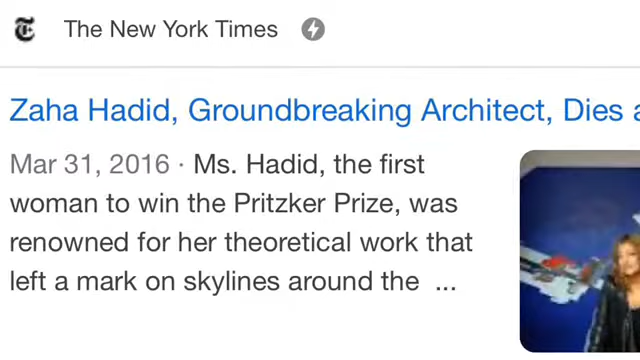 The New York Times
Zaha Hadid, Groundbreaking Architect, Dies a
Mar 31, 2016 · Ms. Hadid, the first
woman to win the Pritzker Prize, was
renowned for her theoretical work that
left a mark on skylines around the ...